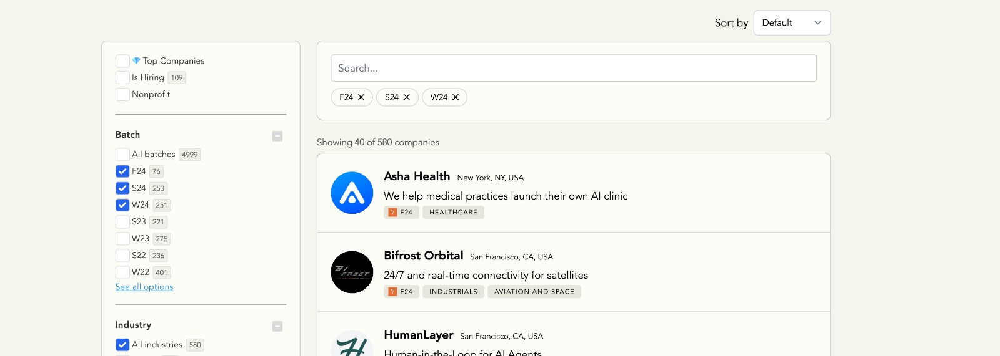 Sort by Default
Top Companies
Is Hiring 109
Nonprofit
Batch
All batches 4999
F24 76
S24 253
W24 251
S23 221
W23 275
S22 236
W22 401
See all options
Industry
All industries 580
Search...
F24 S24 W24
Showing 40 of 580 companies
Asha Health New York, NY, USA
We help medical practices launch their own AI clinic
Y F24 HEALTHCARE
BI
FROST
Bifrost Orbital San Francisco, CA, USA
24/7 and real-time connectivity for satellites
Y F24 INDUSTRIALS AVIATION AND SPACE
H
HumanLayer San Francisco, CA, USA
Human-in-the-Loop for AI Agents